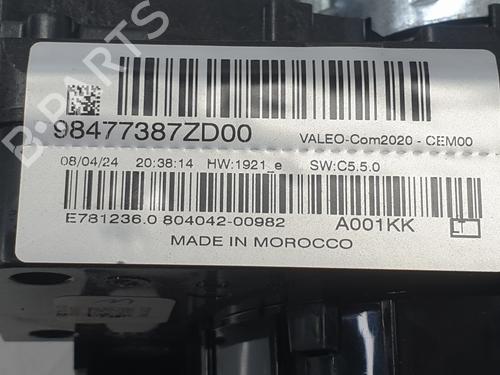 98477387ZD00 VALEO-Com2020 - CEM00
08/04/24 20:38:14 HW:1921_e SW:C5.5.0
E781236.0 804042-00982 A001KK LT
MADE IN MOROCCO
B-PARTS